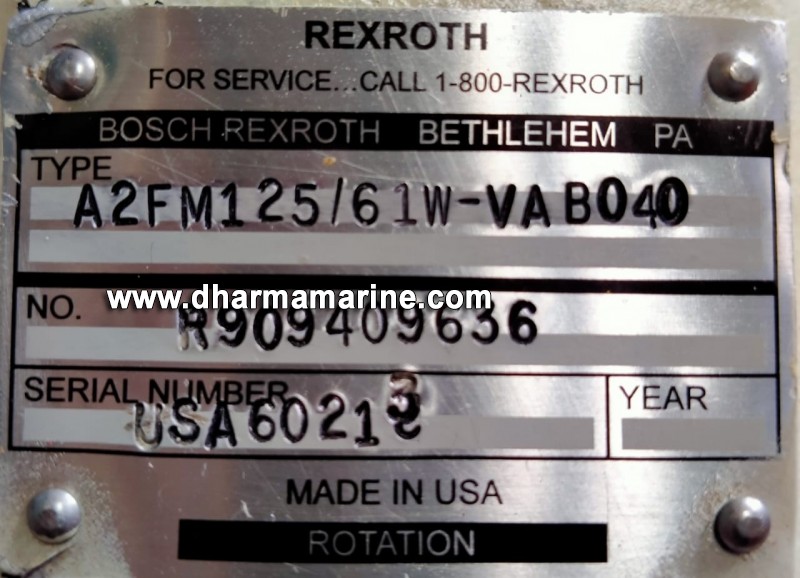 REXROTH
FOR SERVICE...CALL 1-800-REXROTH
BOSCH REXROTH BETHLEHEM PA
TYPE
A2FM125/61W-VAB040
www.dharmamarine.com
NO.
R909409636
SERIAL NUMBER
YEAR
MADE IN USA
ROTATION